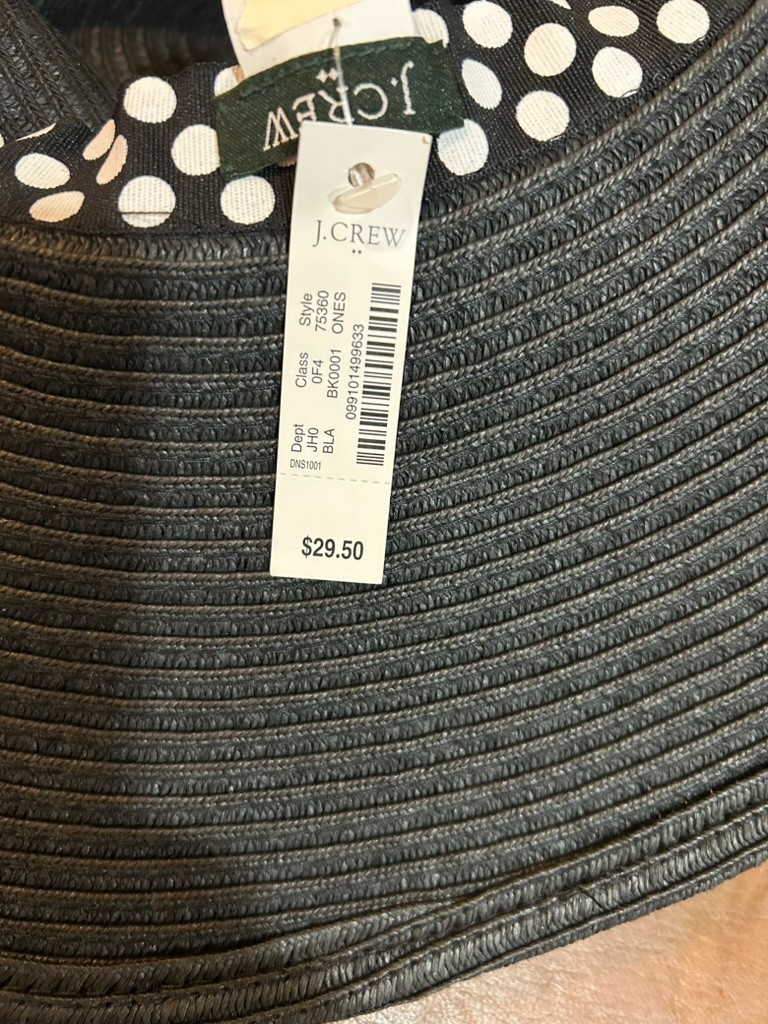 J.CREW
J.CREW
Dept Class Style
JH0 0F4 75360
BLA BK0001 ONES
DNS1001
099101499633
$29.50